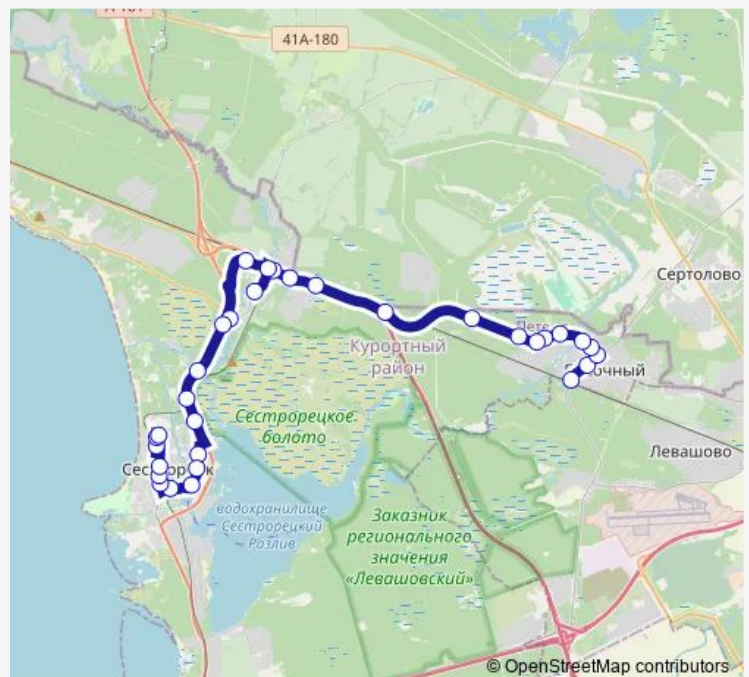 41А-180
Сертолово
Курортный
район
Сестрорецкое
болото
Левашово
водохранилище
Сестрорецкий
Разлив
Заказник
регионального
значения
«Левашовский»
© OpenStreetMap contributors